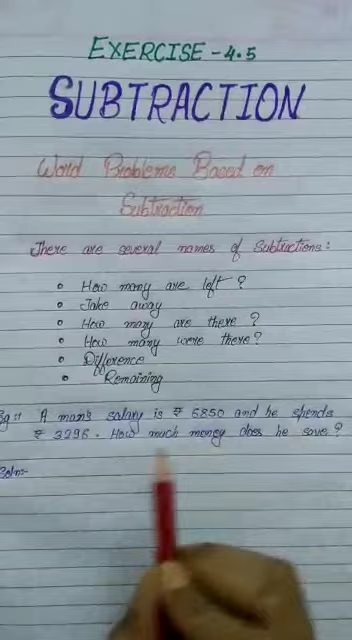 EXERCISE - 4.5
SUBTRACTION
Word Problems Based on
Subtraction
There are several names of Subtractions:
• How many are left ?
• Take away
• How many are there ?
• How many were there ?
• Difference
• Remaining
Eg:1 A man's salary is ₹ 6850 and he spends
₹ 3296. How much money does he save ?
Soln:-